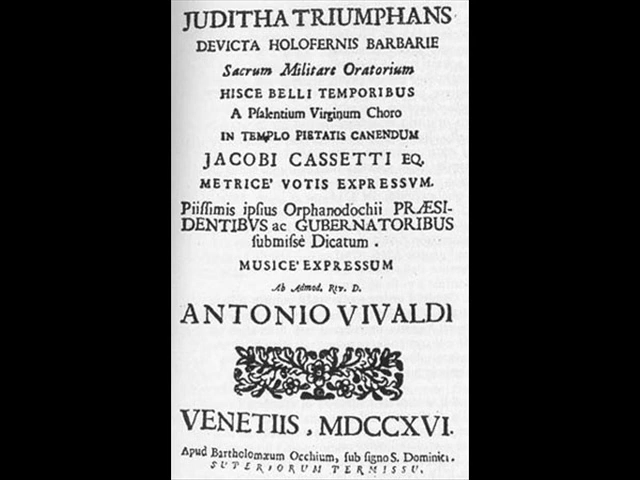 JUDITHA TRIUMPHANS
DEVICTA HOLOFERNIS BARBARIE
Sacrum Militare Oratorium
HISCE BELLI TEMPORIBUS
A Pſalentium Virginum Choro
IN TEMPLO PIETATIS CANENDUM
JACOBI CASSETTI EQ.
METRICE' VOTIS EXPRESSVM.
Piiſſimis ipſius Orphanodochii PRÆSI-
DENTIBVS ac GUBERNATORIBUS
ſubmiſsè Dicatum.
MUSICE' EXPRESSUM
Ab Admod. Rev. D.
ANTONIO VIVALDI
VENETIIS, MDCCXVI.
Apud Bartholomæum Occhium, ſub ſigno S. Dominici.
SUPERIORUM PERMISSU.